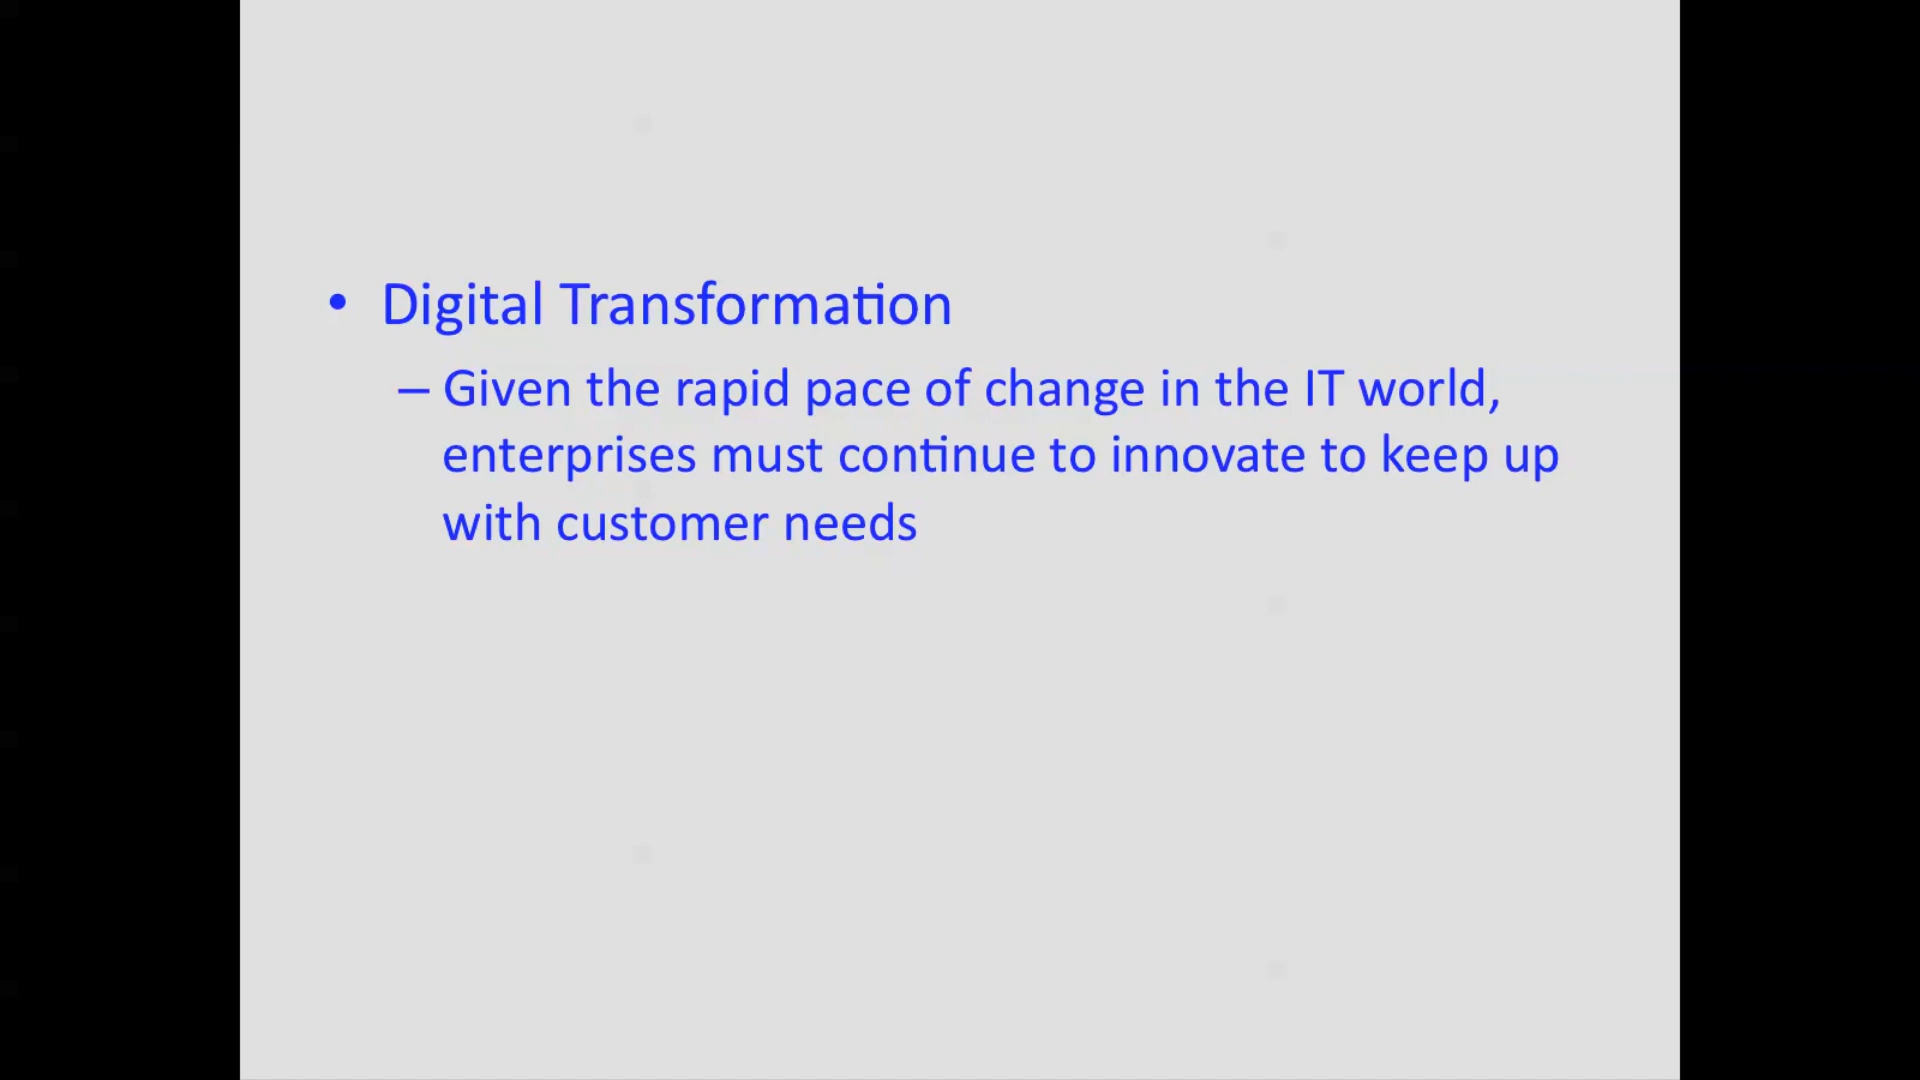 • Digital Transformation
– Given the rapid pace of change in the IT world,
enterprises must continue to innovate to keep up
with customer needs